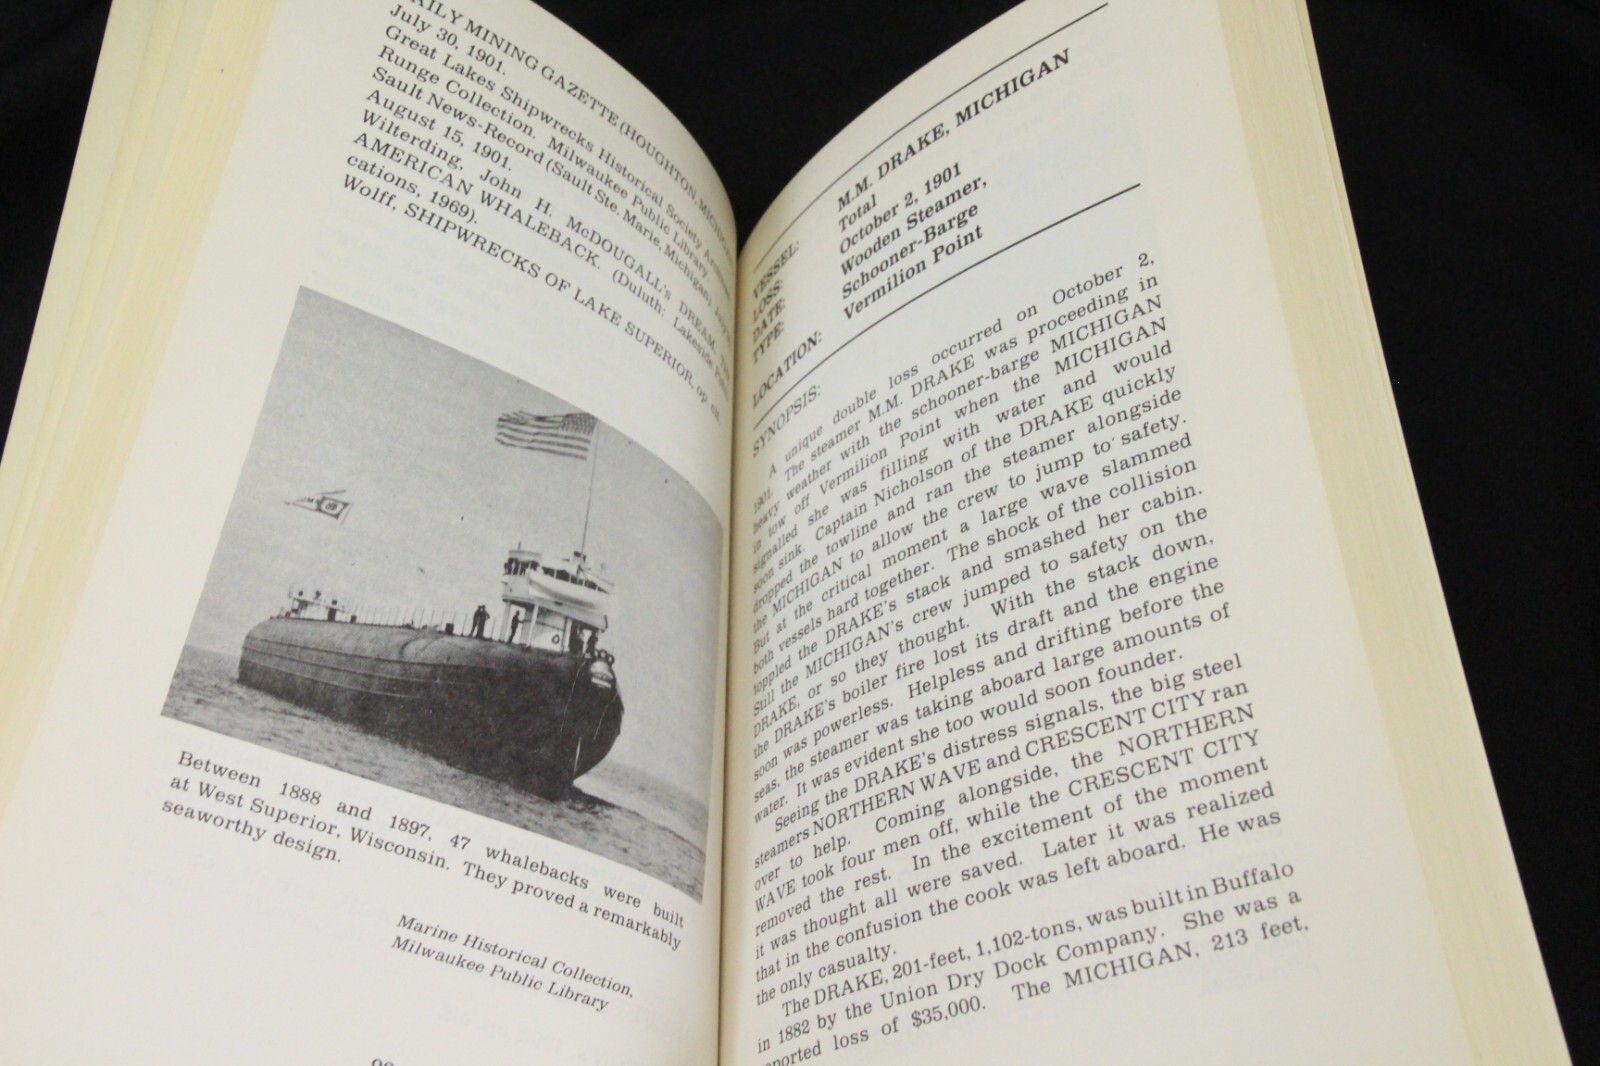 AILY MINING GAZETTE (HOUGHTON, MICHIGAN
July 30, 1901.
Great Lakes Shipwrecks Historical Society Archives
Runge Collection. Milwaukee Public Library.
Sault News-Record (Sault Ste. Marie, Michigan).
August 15, 1901.
Wilterding, John H. McDOUGALL's DREAM, THE
AMERICAN WHALEBACK. (Duluth: Lakeside Publi-
cations, 1969).
Wolff, SHIPWRECKS OF LAKE SUPERIOR, op. cit.
Between 1888 and 1897, 47 whalebacks were built
at West Superior, Wisconsin. They proved a remarkably
seaworthy design.
Marine Historical Collection,
Milwaukee Public Library
VESSEL: M.M. DRAKE, MICHIGAN
LOSS: Total
DATE: October 2, 1901
TYPE: Wooden Steamer,
Schooner-Barge
LOCATION: Vermilion Point
SYNOPSIS:
A unique double loss occurred on October 2,
1901. The steamer M.M. DRAKE was proceeding in
heavy weather with the schooner-barge MICHIGAN
in tow off Vermilion Point when the MICHIGAN
signalled she was filling with water and would
soon sink. Captain Nicholson of the DRAKE quickly
dropped the towline and ran the steamer alongside
the MICHIGAN to allow the crew to jump to safety.
But at the critical moment a large wave slammed
both vessels hard together. The shock of the collision
toppled the DRAKE's stack and smashed her cabin.
Still the MICHIGAN's crew jumped to safety on the
DRAKE, or so they thought. With the stack down,
the DRAKE's boiler fire lost its draft and the engine
soon was powerless. Helpless and drifting before the
seas, the steamer was taking aboard large amounts of
water. It was evident she too would soon founder.
Seeing the DRAKE's distress signals, the big steel
steamers NORTHERN WAVE and CRESCENT CITY ran
over to help. Coming alongside, the NORTHERN
WAVE took four men off, while the CRESCENT CITY
removed the rest. In the excitement of the moment
it was thought all were saved. Later it was realized
that in the confusion the cook was left aboard. He was
the only casualty.
The DRAKE, 201-feet, 1,102-tons, was built in Buffalo
in 1882 by the Union Dry Dock Company. She was a
ported loss of $35,000. The MICHIGAN, 213 feet,